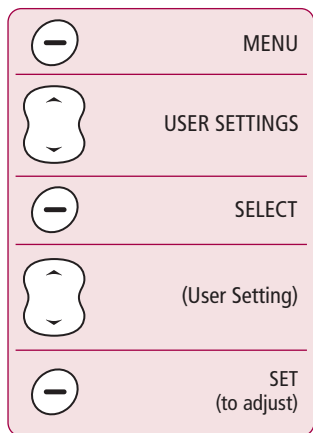 MENU
USER SETTINGS
SELECT
(User Setting)
SET
(to adjust)